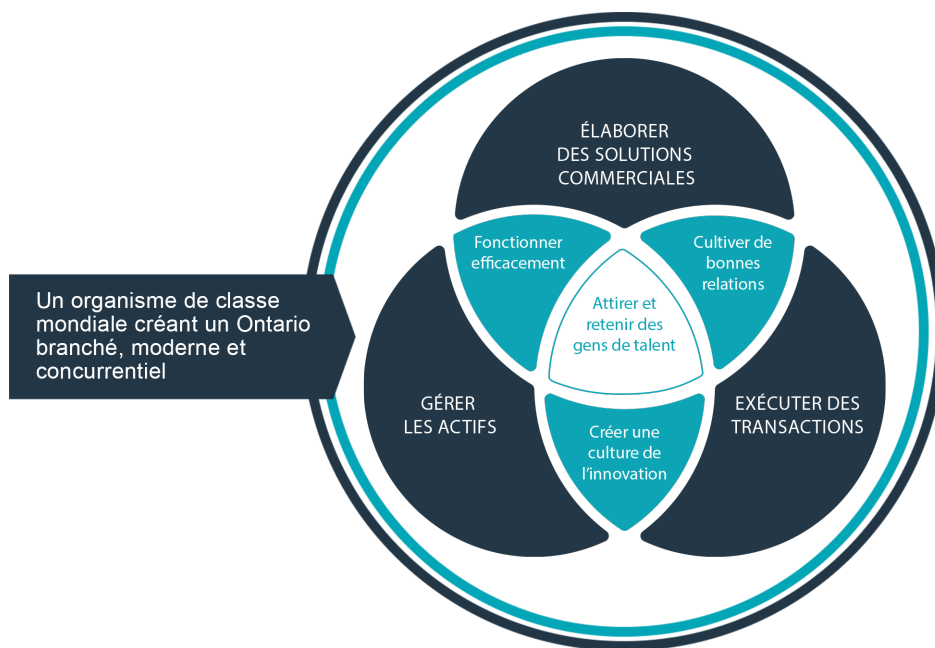 ÉLABORER
DES SOLUTIONS
COMMERCIALES
Fonctionner
efficacement
Cultiver de
bonnes
relations
Un organisme de classe
mondiale créant un Ontario
branché, moderne et
concurrentiel
Attirer et
retenir des
gens de talent
GÉRER
LES ACTIFS
EXÉCUTER DES
TRANSACTIONS
Créer une
culture de
l'innovation